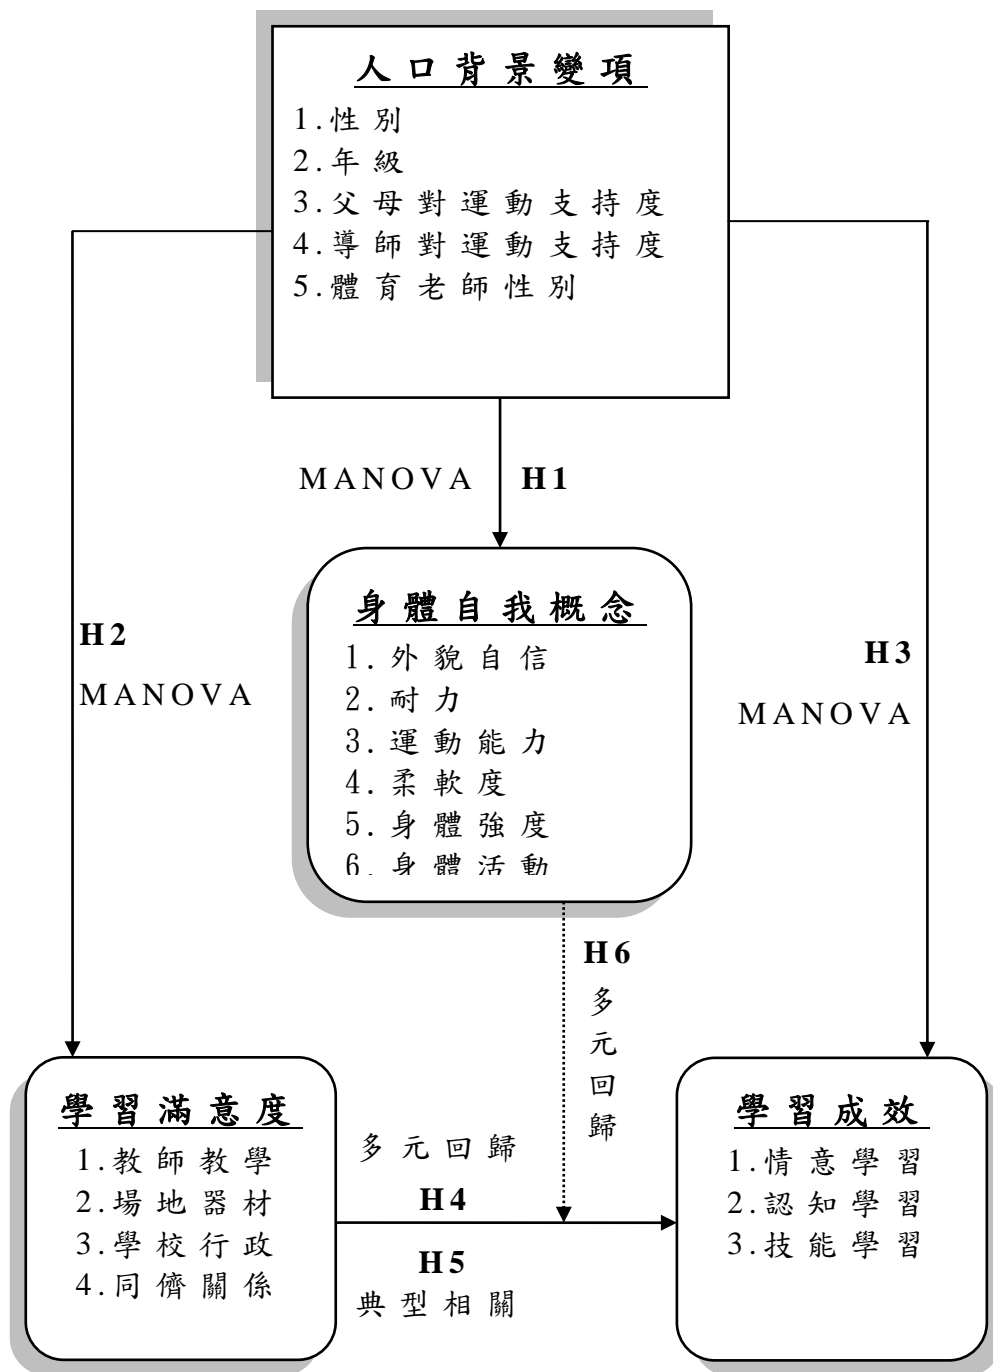 人口背景變項
1.性別
2.年級
3.父母對運動支持度
4.導師對運動支持度
5.體育老師性別
MANOVA H1
身體自我概念
1.外貌自信
2.耐力
3.運動能力
4.柔軟度
5.身體強度
6.身體活動
H2
MANOVA
H3
MANOVA
H6
多元回歸
學習滿意度
1.教師教學
2.場地器材
3.學校行政
4.同儕關係
多元回歸
H4
H5
典型相關
學習成效
1.情意學習
2.認知學習
3.技能學習